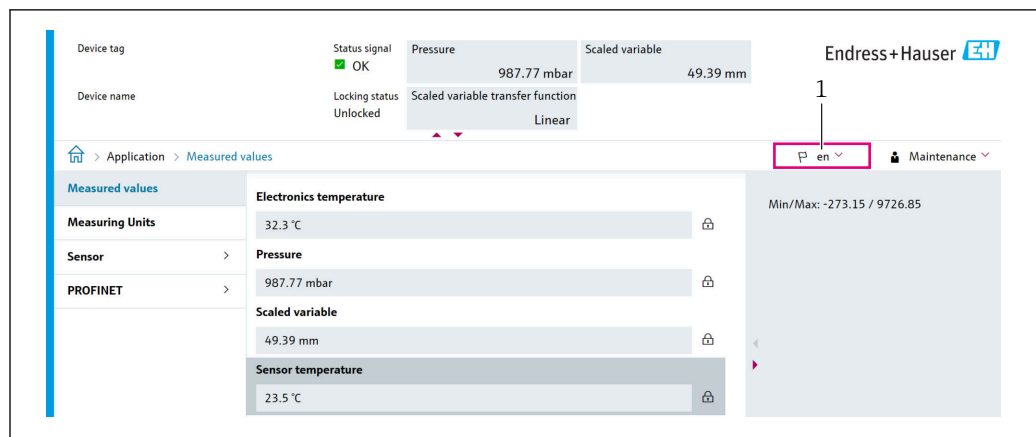 Device tag
Status signal
OK
Pressure
987.77 mbar
Scaled variable
49.39 mm
Endress+Hauser EH
1
Device name
Locking status
Unlocked
Scaled variable transfer function
Linear
> Application > Measured values
en
Maintenance
Measured values
Measuring Units
Sensor >
PROFINET >
Electronics temperature
32.3 °C
Pressure
987.77 mbar
Scaled variable
49.39 mm
Sensor temperature
23.5 °C
Min/Max: -273.15 / 9726.85